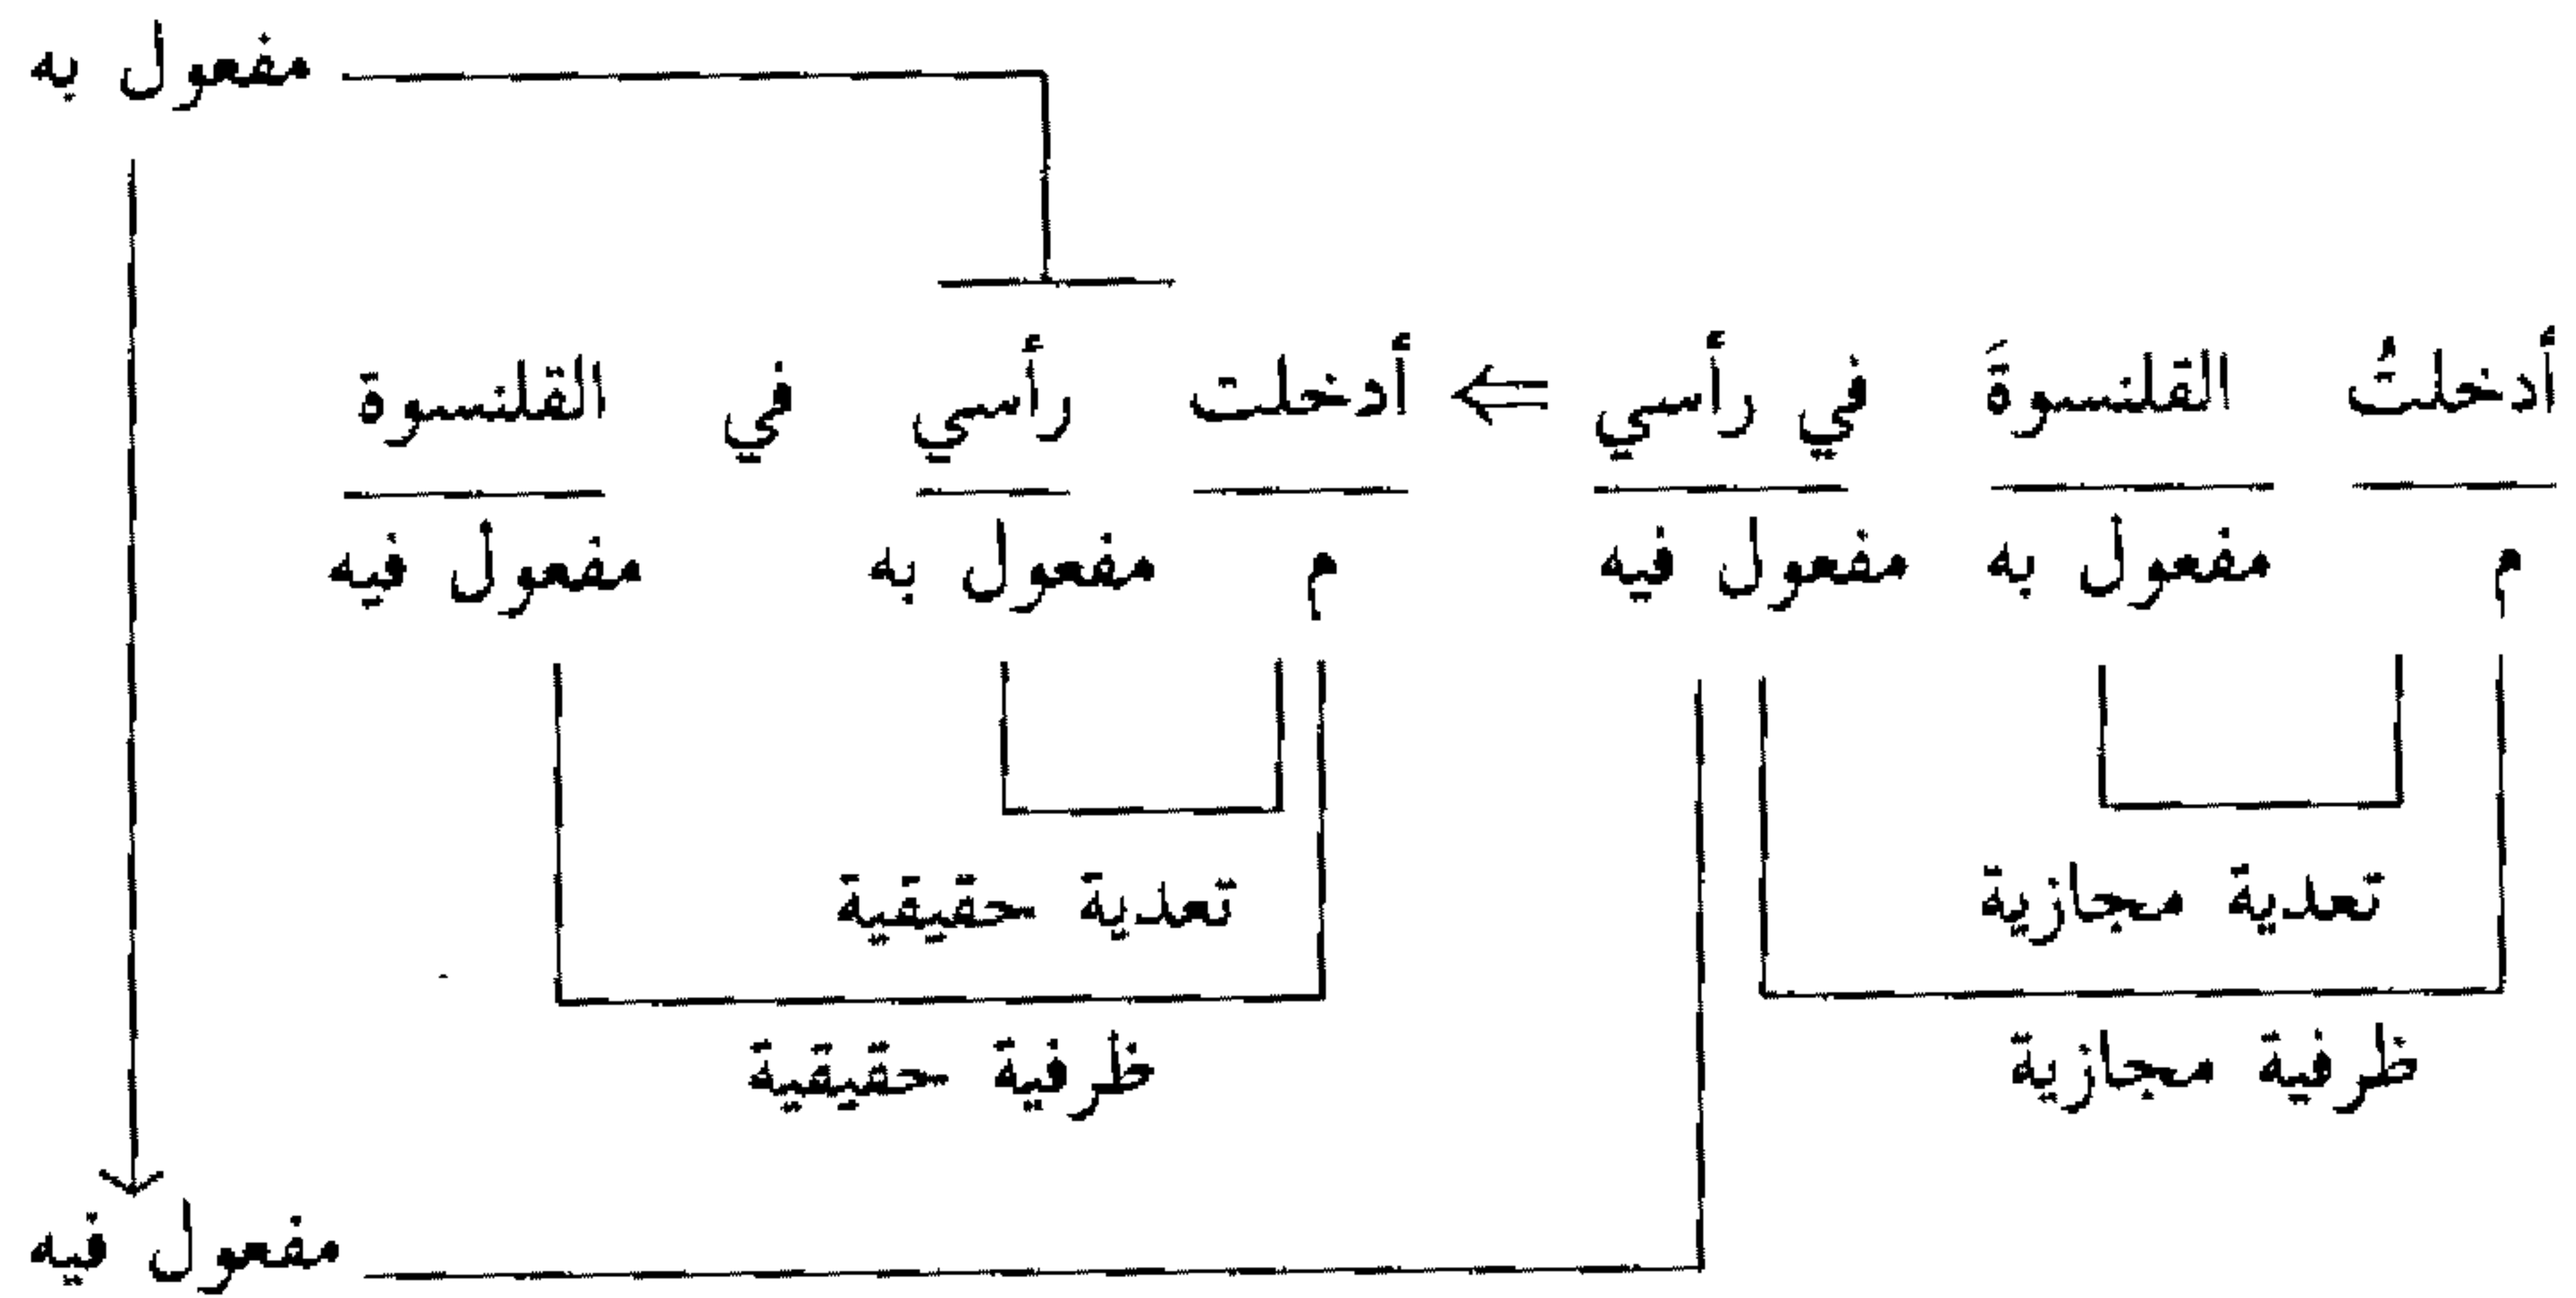 مفعول به
أدخلتُ القلنسوةَ في رأسي ⇐ أدخلت رأسي في القلنسوة
م مفعول به مفعول فيه م مفعول به مفعول فيه
تعدية مجازية تعدية حقيقية
ظرفية مجازية ظرفية حقيقية
مفعول فيه